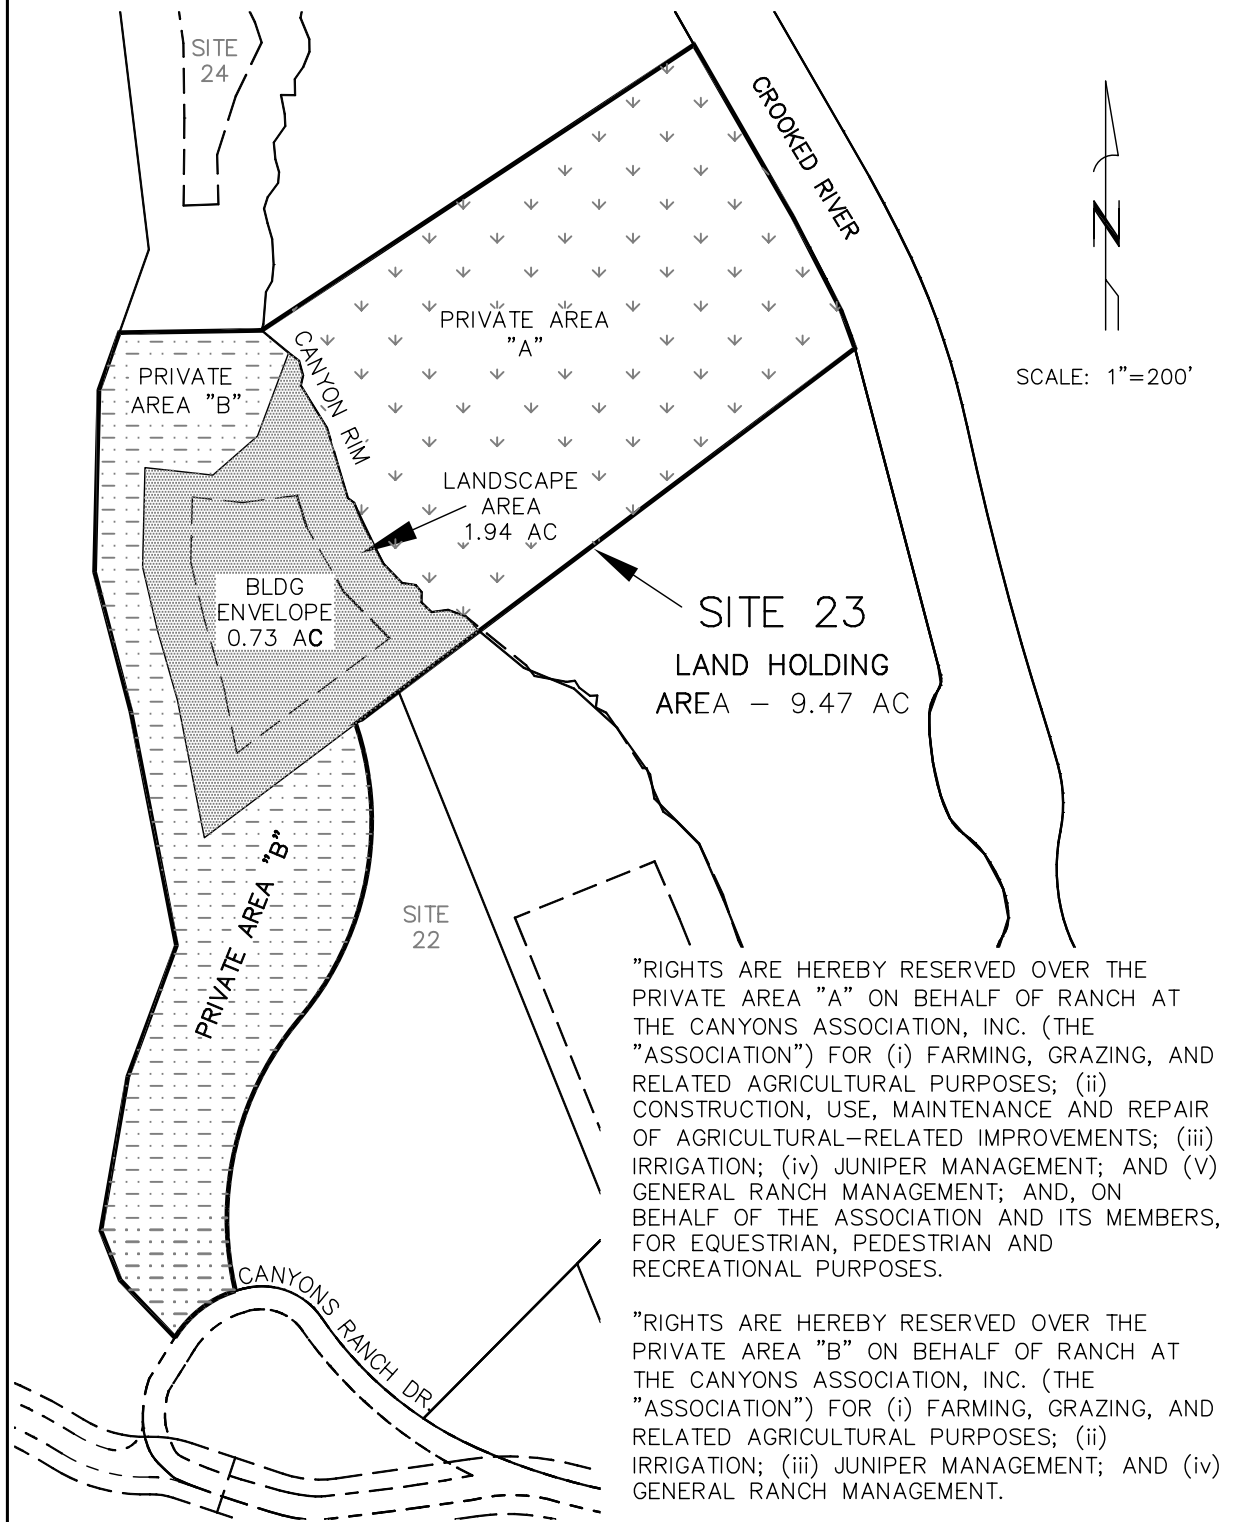 SITE
24
CROOKED RIVER
N
SCALE: 1"=200'
PRIVATE AREA
"A"
CANYON RIM
PRIVATE
AREA "B"
LANDSCAPE
AREA
1.94 AC
BLDG
ENVELOPE
0.73 AC
SITE 23
LAND HOLDING
AREA – 9.47 AC
PRIVATE AREA "B"
SITE
22
CANYONS RANCH DR.
"RIGHTS ARE HEREBY RESERVED OVER THE
PRIVATE AREA "A" ON BEHALF OF RANCH AT
THE CANYONS ASSOCIATION, INC. (THE
"ASSOCIATION") FOR (i) FARMING, GRAZING, AND
RELATED AGRICULTURAL PURPOSES; (ii)
CONSTRUCTION, USE, MAINTENANCE AND REPAIR
OF AGRICULTURAL–RELATED IMPROVEMENTS; (iii)
IRRIGATION; (iv) JUNIPER MANAGEMENT; AND (V)
GENERAL RANCH MANAGEMENT; AND, ON
BEHALF OF THE ASSOCIATION AND ITS MEMBERS,
FOR EQUESTRIAN, PEDESTRIAN AND
RECREATIONAL PURPOSES.
"RIGHTS ARE HEREBY RESERVED OVER THE
PRIVATE AREA "B" ON BEHALF OF RANCH AT
THE CANYONS ASSOCIATION, INC. (THE
"ASSOCIATION") FOR (i) FARMING, GRAZING, AND
RELATED AGRICULTURAL PURPOSES; (ii)
IRRIGATION; (iii) JUNIPER MANAGEMENT; AND (iv)
GENERAL RANCH MANAGEMENT.